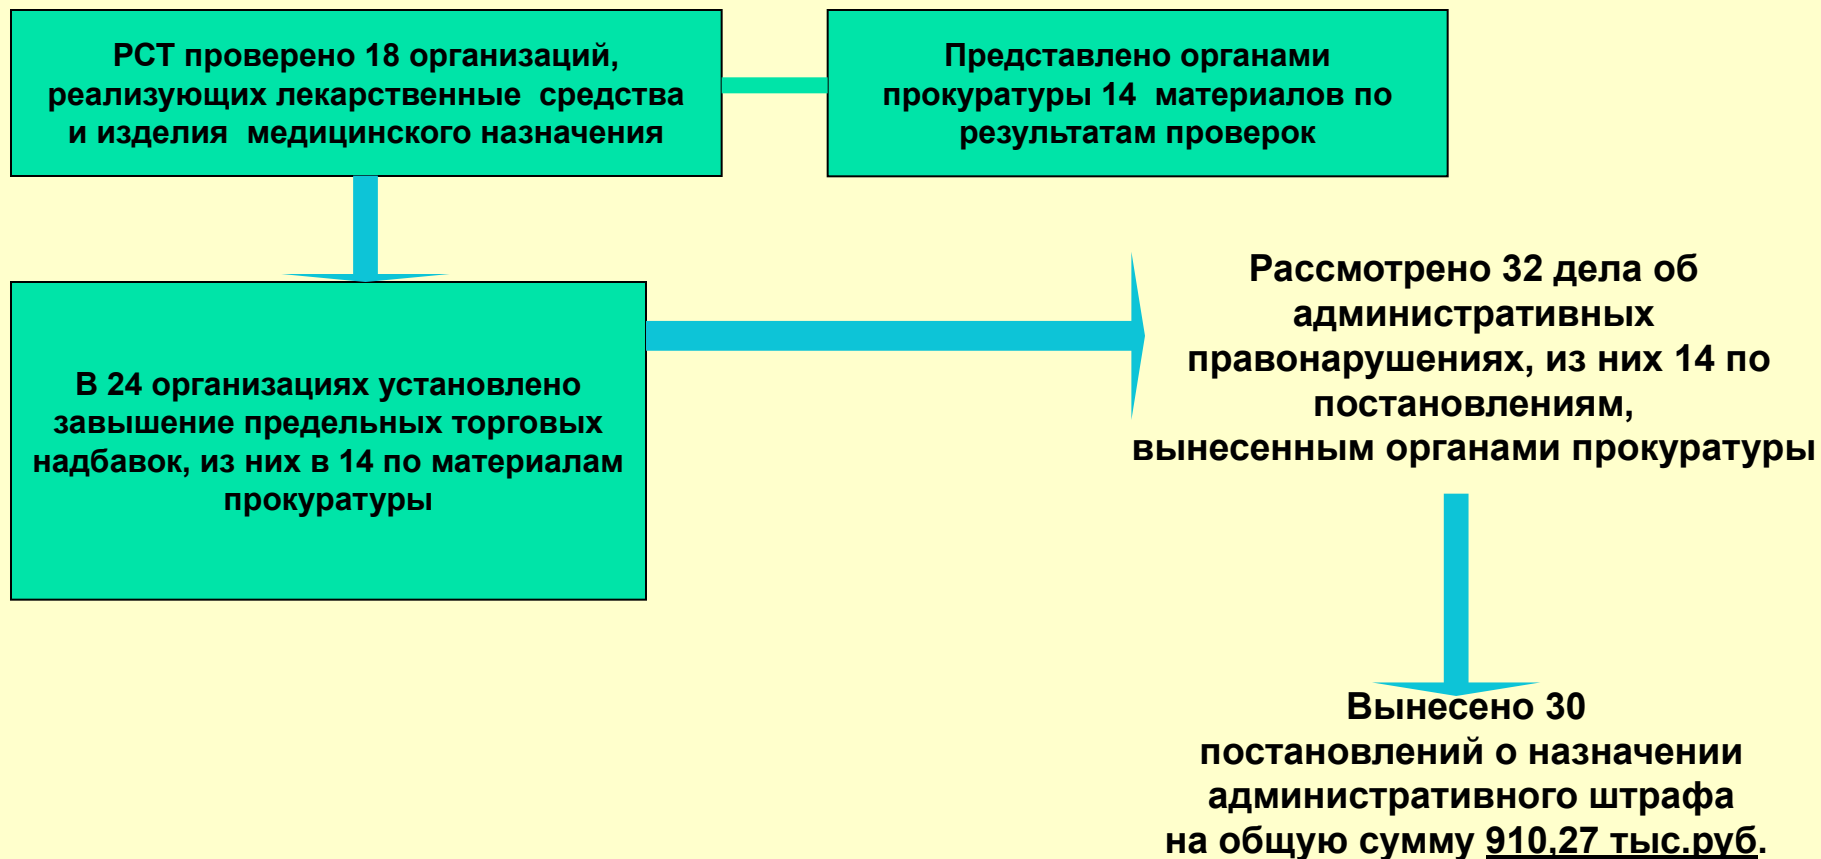 РСТ проверено 18 организаций,
реализующих лекарственные средства
и изделия медицинского назначения
Представлено органами
прокуратуры 14 материалов по
результатам проверок
В 24 организациях установлено
завышение предельных торговых
надбавок, из них в 14 по материалам
прокуратуры
Рассмотрено 32 дела об
административных
правонарушениях, из них 14 по
постановлениям,
вынесенным органами прокуратуры
Вынесено 30
постановлений о назначении
административного штрафа
на общую сумму 910,27 тыс.руб.